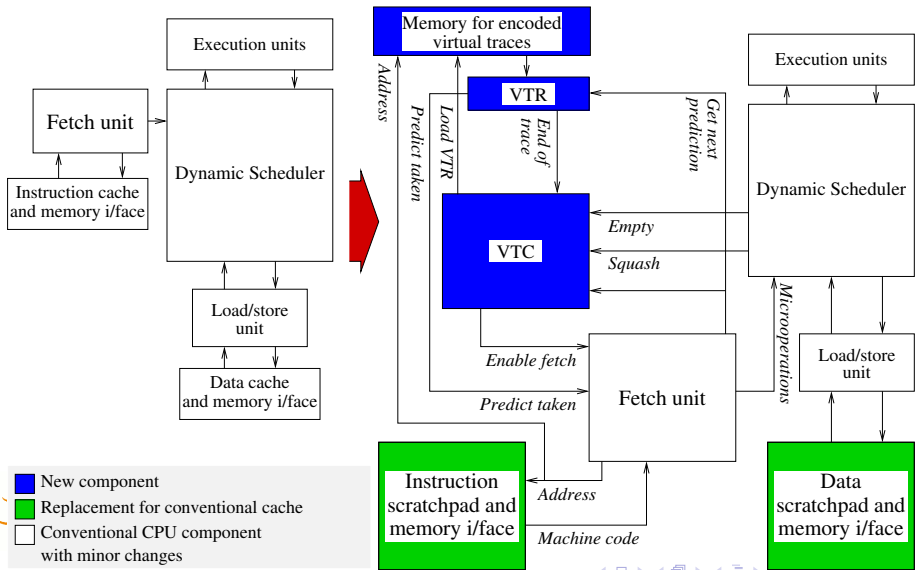 Execution units
Fetch unit
Instruction cache
and memory i/face
Dynamic Scheduler
Load/store
unit
Data cache
and memory i/face
Memory for encoded
virtual traces
VTR
Address
Predict taken
Load VTR
End of
trace
Get next
prediction
VTC
Empty
Squash
Enable fetch
Predict taken
Fetch unit
Microoperations
Execution units
Dynamic Scheduler
Load/store
unit
Instruction
scratchpad and
memory i/face
Address
Machine code
Data
scratchpad and
memory i/face
New component
Replacement for conventional cache
Conventional CPU component
with minor changes